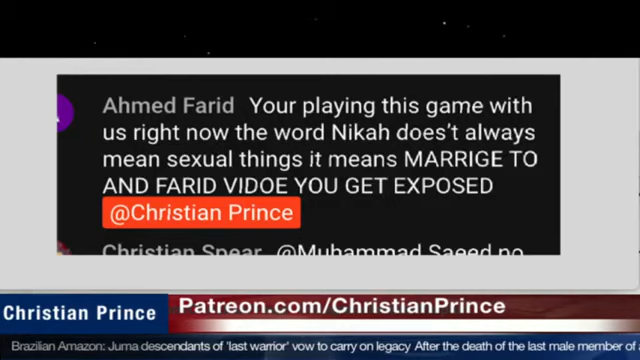 Ahmed Farid Your playing this game with
us right now the word Nikah does't always
mean sexual things it means MARRIGE TO
AND FARID VIDOE YOU GET EXPOSED
@Christian Prince
Christian Spear @Muhammad Saeed no
Christian Prince
Patreon.com/ChristianPrince
Brazilian Amazon: Juma descendants of 'last warrior' vow to carry on legacy After the death of the last male member of